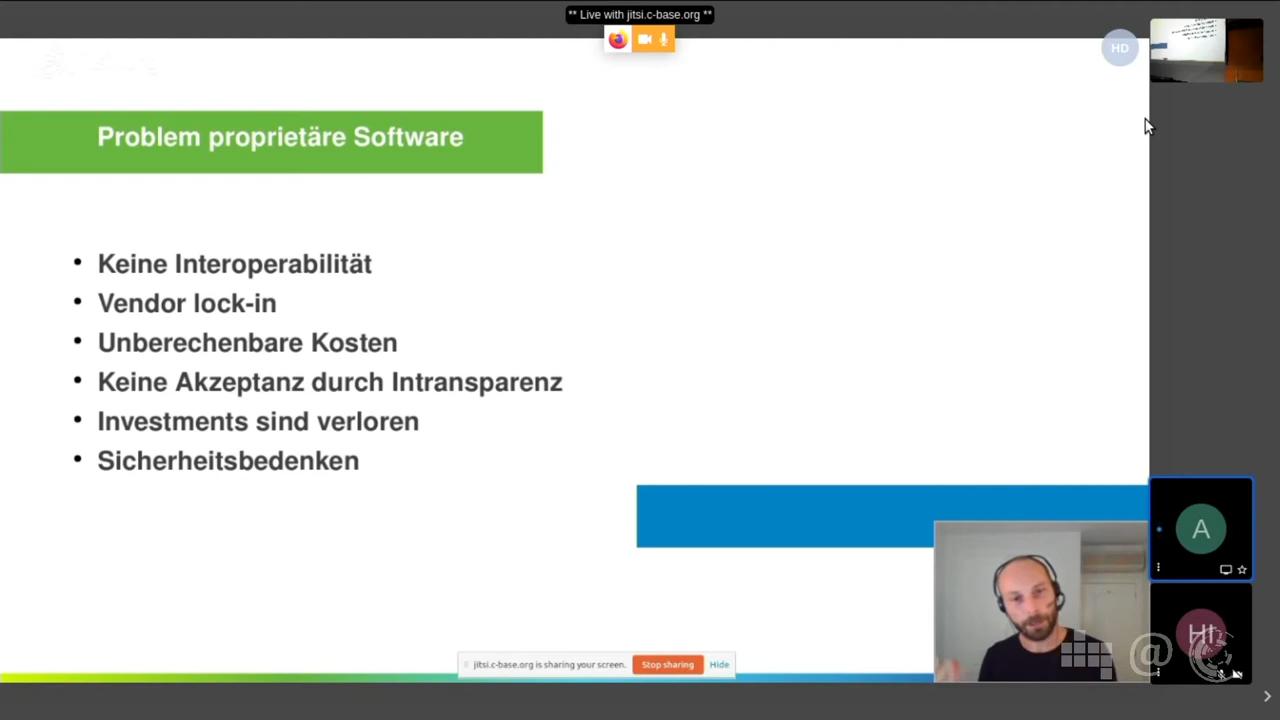 ** Live with jitsi.c-base.org **
HD
Problem proprietäre Software
Keine Interoperabilität
Vendor lock-in
Unberechenbare Kosten
Keine Akzeptanz durch Intransparenz
Investments sind verloren
Sicherheitsbedenken
A
jitsi.c-base.org is sharing your screen.
Stop sharing
Hide
@